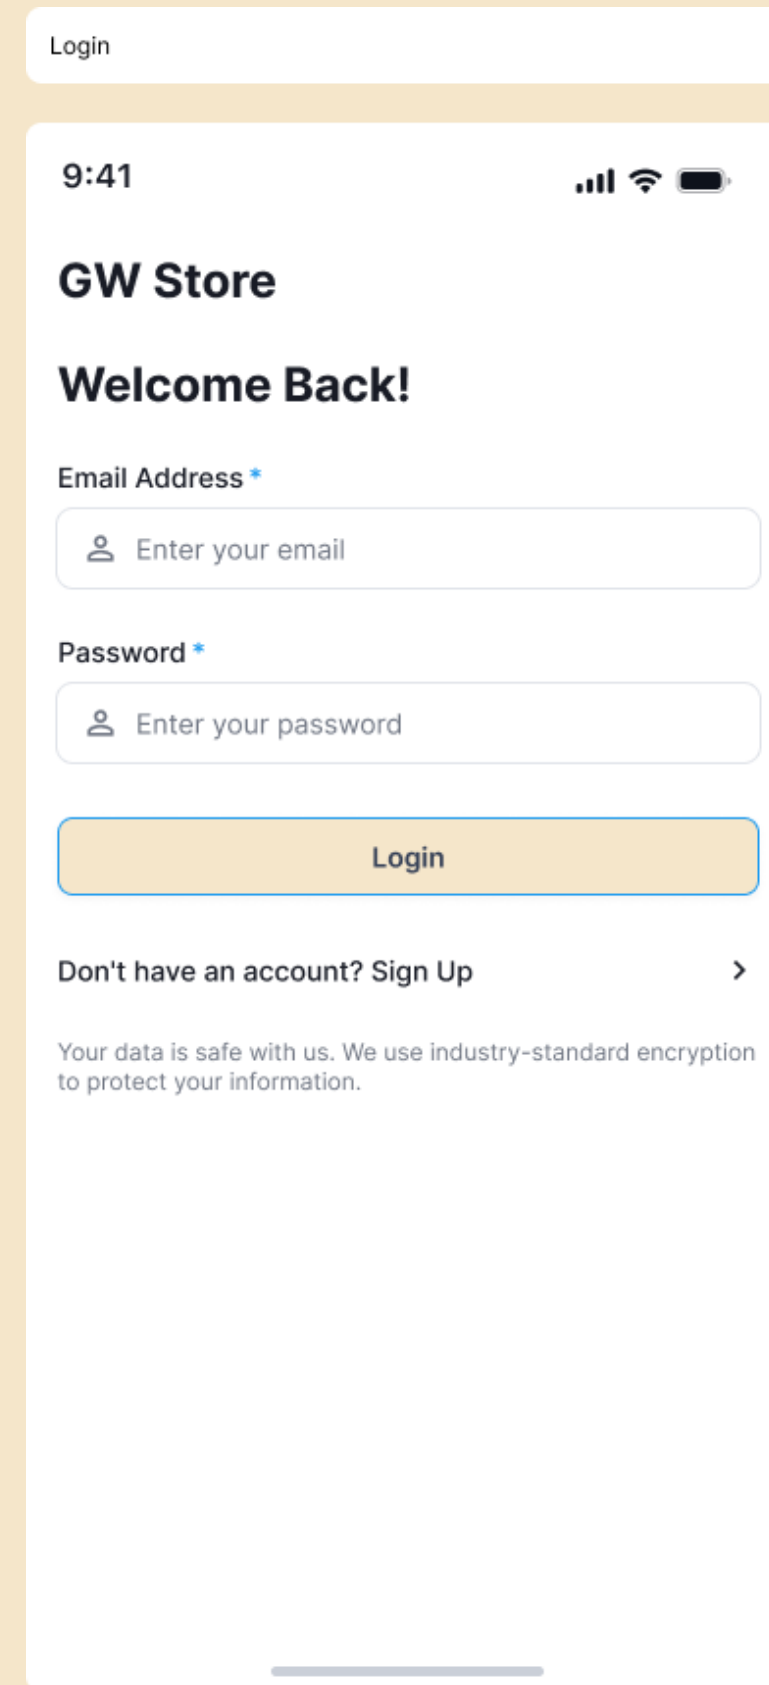 Login
9:41
GW Store
Welcome Back!
Email Address *
Enter your email
Password *
Enter your password
Login
Don't have an account? Sign Up
Your data is safe with us. We use industry-standard encryption
to protect your information.